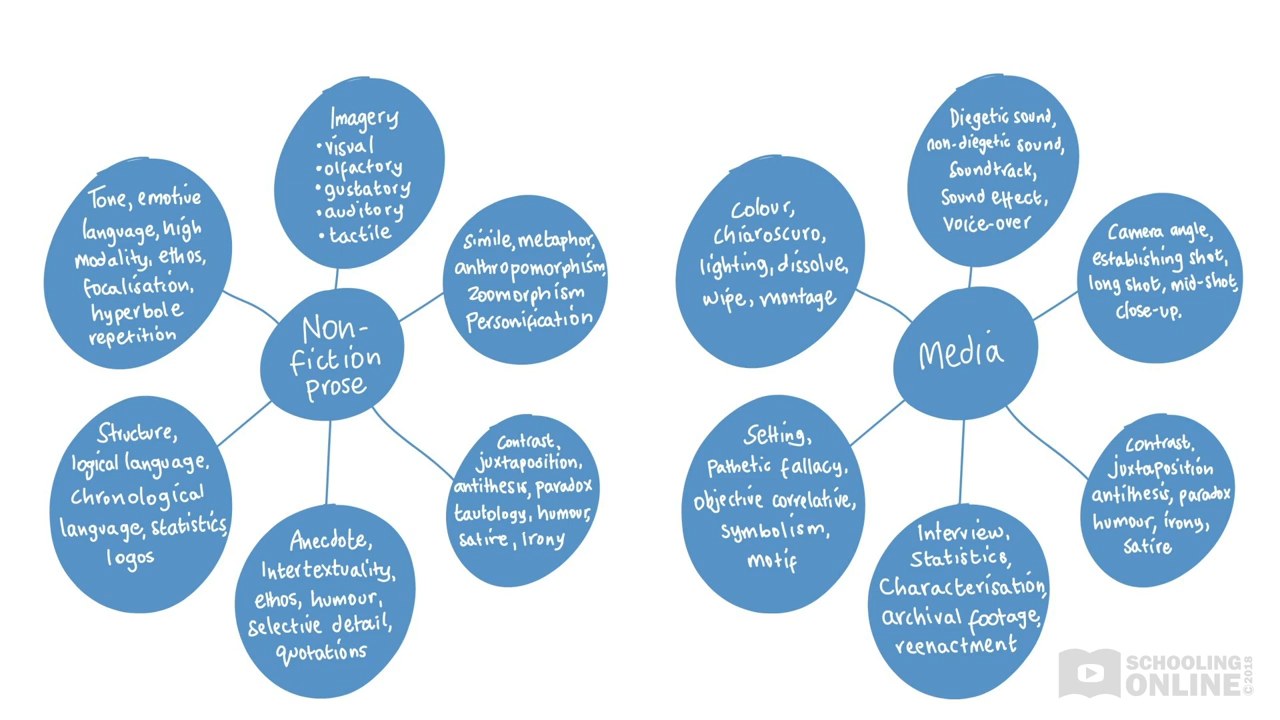 Imagery
•visual
•olfactory
•gustatory
•auditory
•tactile
Tone, emotive
language, high
modality, ethos,
focalisation,
hyperbole
repetition
Simile, metaphor,
anthropomorphism,
Zoomorphism
Personification
Non-
fiction
prose
Structure,
logical language,
Chronological
language, statistics,
logos
Contrast,
juxtaposition,
antithesis, paradox
tautology, humour,
satire, Irony
Anecdote,
Intertextuality,
ethos, humour,
selective detail,
quotations
Diegetic sound,
non-diegetic sound,
Soundtrack,
Sound effect,
voice-over
Colour,
Chiaroscuro,
lighting, dissolve,
wipe, montage
Camera angle,
establishing shot,
long shot, mid-shot,
close-up.
Media
Setting,
Pathetic fallacy,
objective correlative,
symbolism,
motif
Contrast,
juxtaposition
antithesis, paradox
humour, irony,
satire
Interview,
Statistics,
Characterisation,
archival footage,
reenactment
SCHOOLING
ONLINE
© 2018